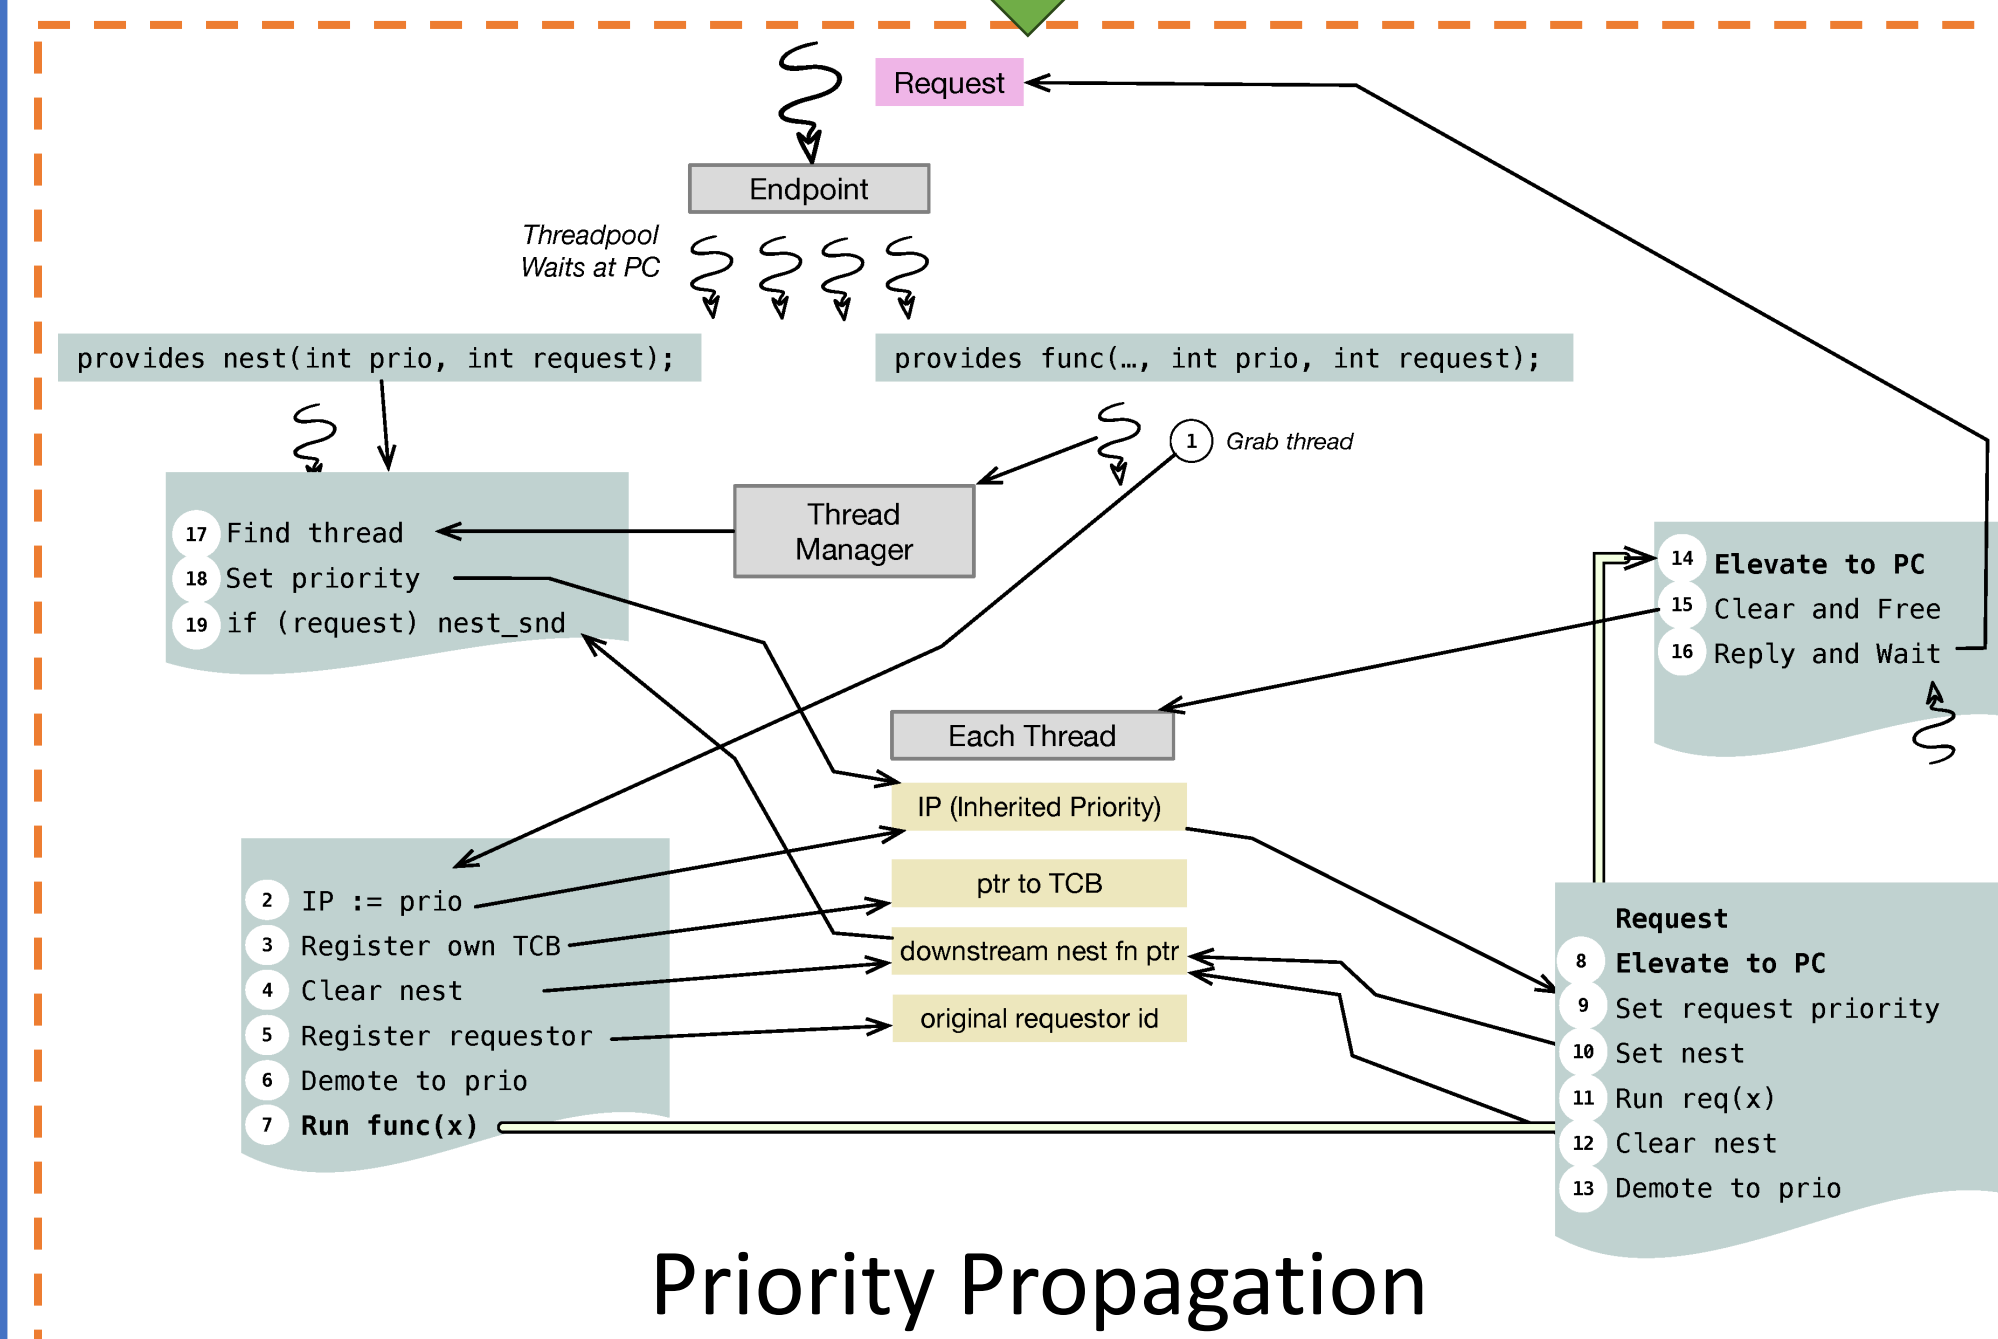 Request
Endpoint
Threadpool
Waits at PC
provides nest(int prio, int request);
provides func(…, int prio, int request);
1 Grab thread
Thread
Manager
17 Find thread
18 Set priority
19 if (request) nest_snd
14 Elevate to PC
15 Clear and Free
16 Reply and Wait
Each Thread
IP (Inherited Priority)
ptr to TCB
downstream nest fn ptr
original requestor id
2 IP := prio
3 Register own TCB
4 Clear nest
5 Register requestor
6 Demote to prio
7 Run func(x)
Request
8 Elevate to PC
9 Set request priority
10 Set nest
11 Run req(x)
12 Clear nest
13 Demote to prio
Priority Propagation